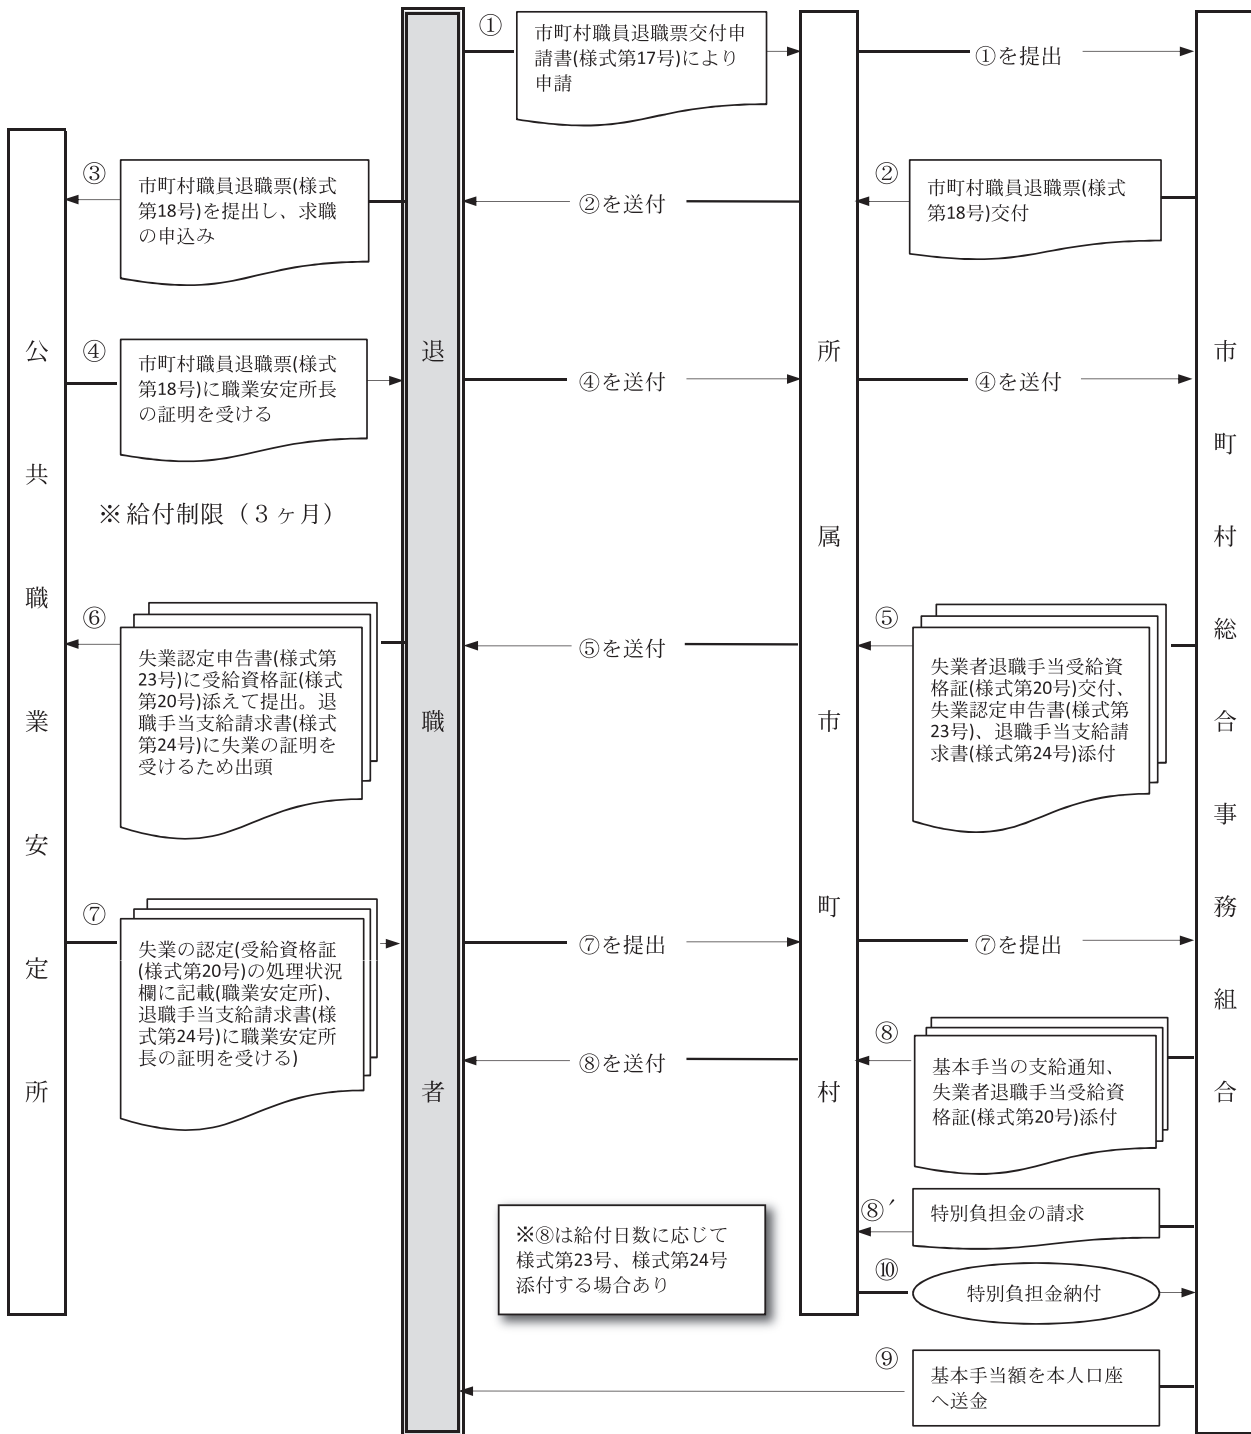 ①
市町村職員退職票交付申
請書(様式第17号)により
申請
①を提出
③
市町村職員退職票(様式
第18号)を提出し、求職
の申込み
②を送付
②
市町村職員退職票(様式
第18号)交付
④
市町村職員退職票(様式
第18号)に職業安定所長
の証明を受ける
④を送付
④を送付
※給付制限（３ヶ月）
⑥
失業認定申告書(様式第
23号)に受給資格証(様式
第20号)添えて提出。退
職手当支給請求書(様式
第24号)に失業の証明を
受けるため出頭
⑤を送付
⑤
失業者退職手当受給資
格証(様式第20号)交付、
失業認定申告書(様式第
23号)、退職手当支給請
求書(様式第24号)添付
⑦
失業の認定(受給資格証
(様式第20号)の処理状況
欄に記載(職業安定所)、
退職手当支給請求書(様
式第24号)に職業安定所
長の証明を受ける)
⑦を提出
⑦を提出
⑧を送付
⑧
基本手当の支給通知、
失業者退職手当受給資
格証(様式第20号)添付
⑧´
特別負担金の請求
※⑧は給付日数に応じて
様式第23号、様式第24号
添付する場合あり
⑩
特別負担金納付
⑨
基本手当額を本人口座
へ送金
公共職業安定所
退職者
所属市町村
市町村総合事務組合